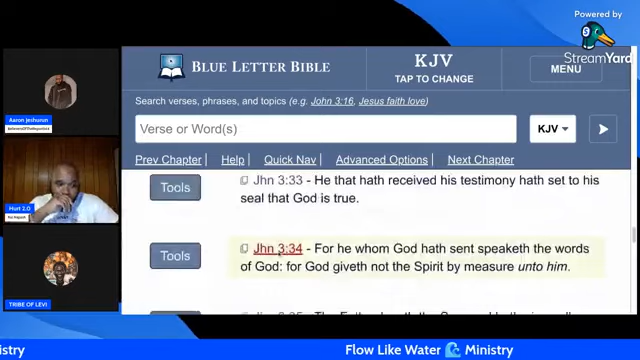 Powered by
StreamYard
BLUE LETTER BIBLE
KJV
TAP TO CHANGE
MENU
Search verses, phrases, and topics (e.g. John 3:16, Jesus faith love)
Verse or Word(s)
KJV
Prev Chapter | Help | Quick Nav | Advanced Options | Next Chapter
Tools
Jhn 3:33 - He that hath received his testimony hath set to his
seal that God is true.
Tools
Jhn 3:34 - For he whom God hath sent speaketh the words
of God: for God giveth not the Spirit by measure unto him.
Aaron jeshurun
Hurt 2.0
TRIBE OF LEVI
istry
Flow Like Water Ministry